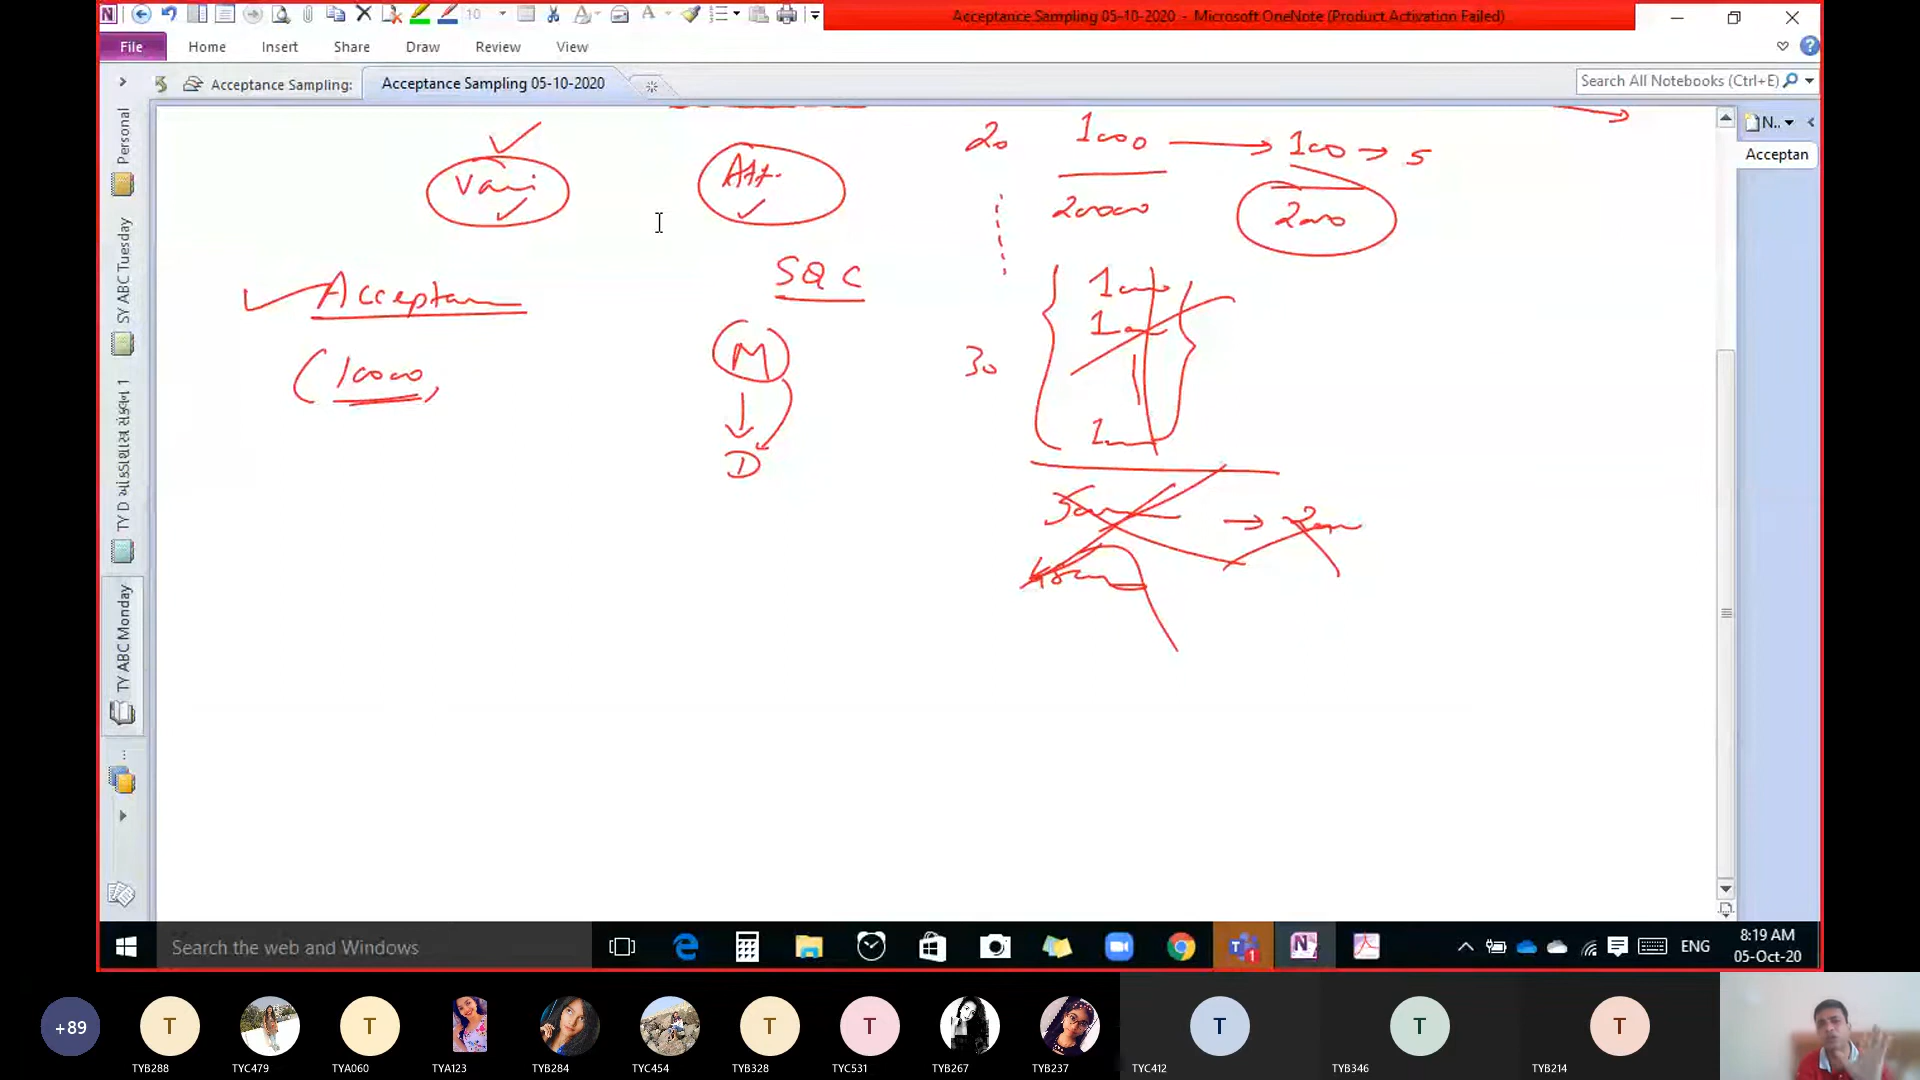 Acceptance Sampling 05-10-2020 - Microsoft OneNote (Product Activation Failed)
10
File Home Insert Share Draw Review View
Acceptance Sampling: Acceptance Sampling 05-10-2020
Search All Notebooks (Ctrl+E)
N..
Acceptan
Personal
SY ABC Tuesday
TY ABC Monday
Vari
Att.
SQC
M
D
20 1000 100 5
20000 2000
30
Acceptan
(10000,
Search the web and Windows
1
ENG
8:19 AM
05-Oct-20
+89 T T T T T T T
TYB288 TYC479 TYA060 TYA123 TYB284 TYC454 TYB328 TYC531 TYB267 TYB237 TYC412 TYB346 TYB214